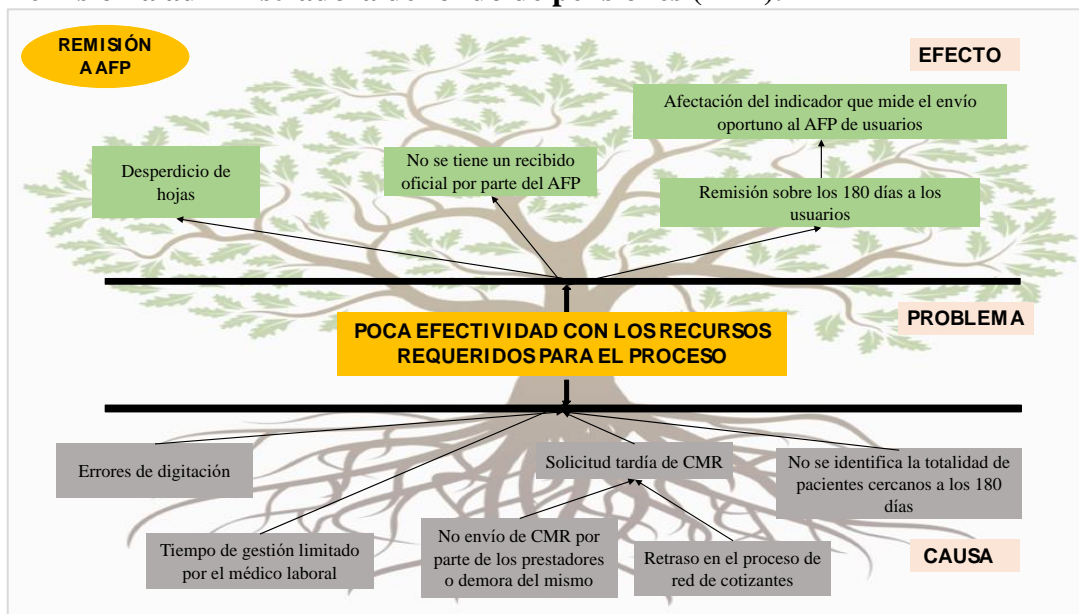 REMISIÓN
A AFP
EFECTO
Afectación del indicador que mide el envío
oportuno al AFP de usuarios
Desperdicio de
hojas
No se tiene un recibido
oficial por parte del AFP
Remisión sobre los 180 días a los
usuarios
POCA EFECTIVIDAD CON LOS RECURSOS
REQUERIDOS PARA EL PROCESO
PROBLEMA
Errores de digitación
Solicitud tardía de CMR
No se identifica la totalidad de
pacientes cercanos a los 180
días
Tiempo de gestión limitado
por el médico laboral
No envío de CMR por
parte de los prestadores
o demora del mismo
Retraso en el proceso de
red de cotizantes
CAUSA